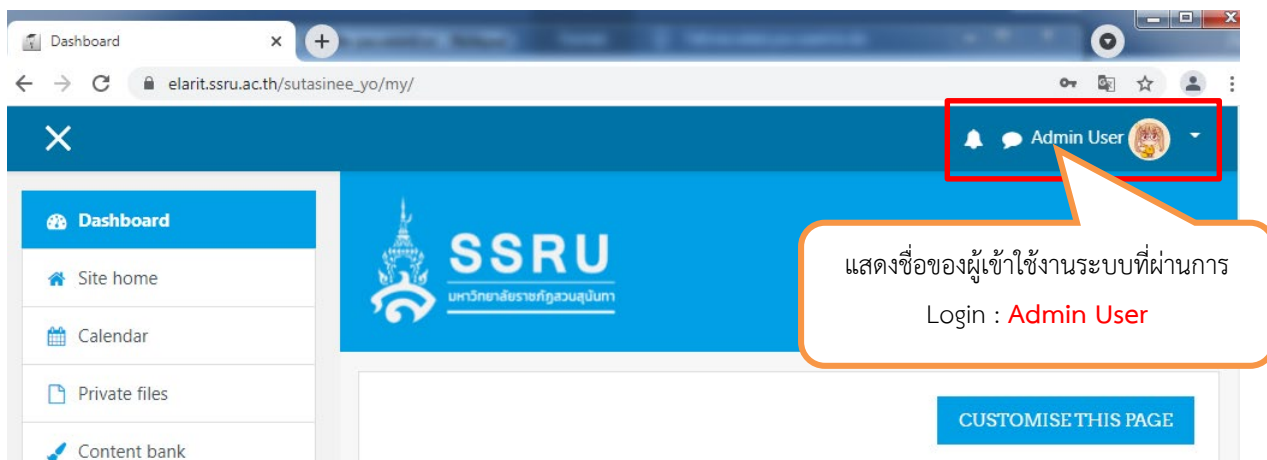 Dashboard
elarit.ssru.ac.th/sutasinee_yo/my/
Admin User
Dashboard
SSRU
มหาวิทยาลัยราชภัฏสวนสุนันทา
แสดงชื่อของผู้เข้าใช้งานระบบที่ผ่านการ
Login : Admin User
Site home
Calendar
Private files
CUSTOMISE THIS PAGE
Content bank